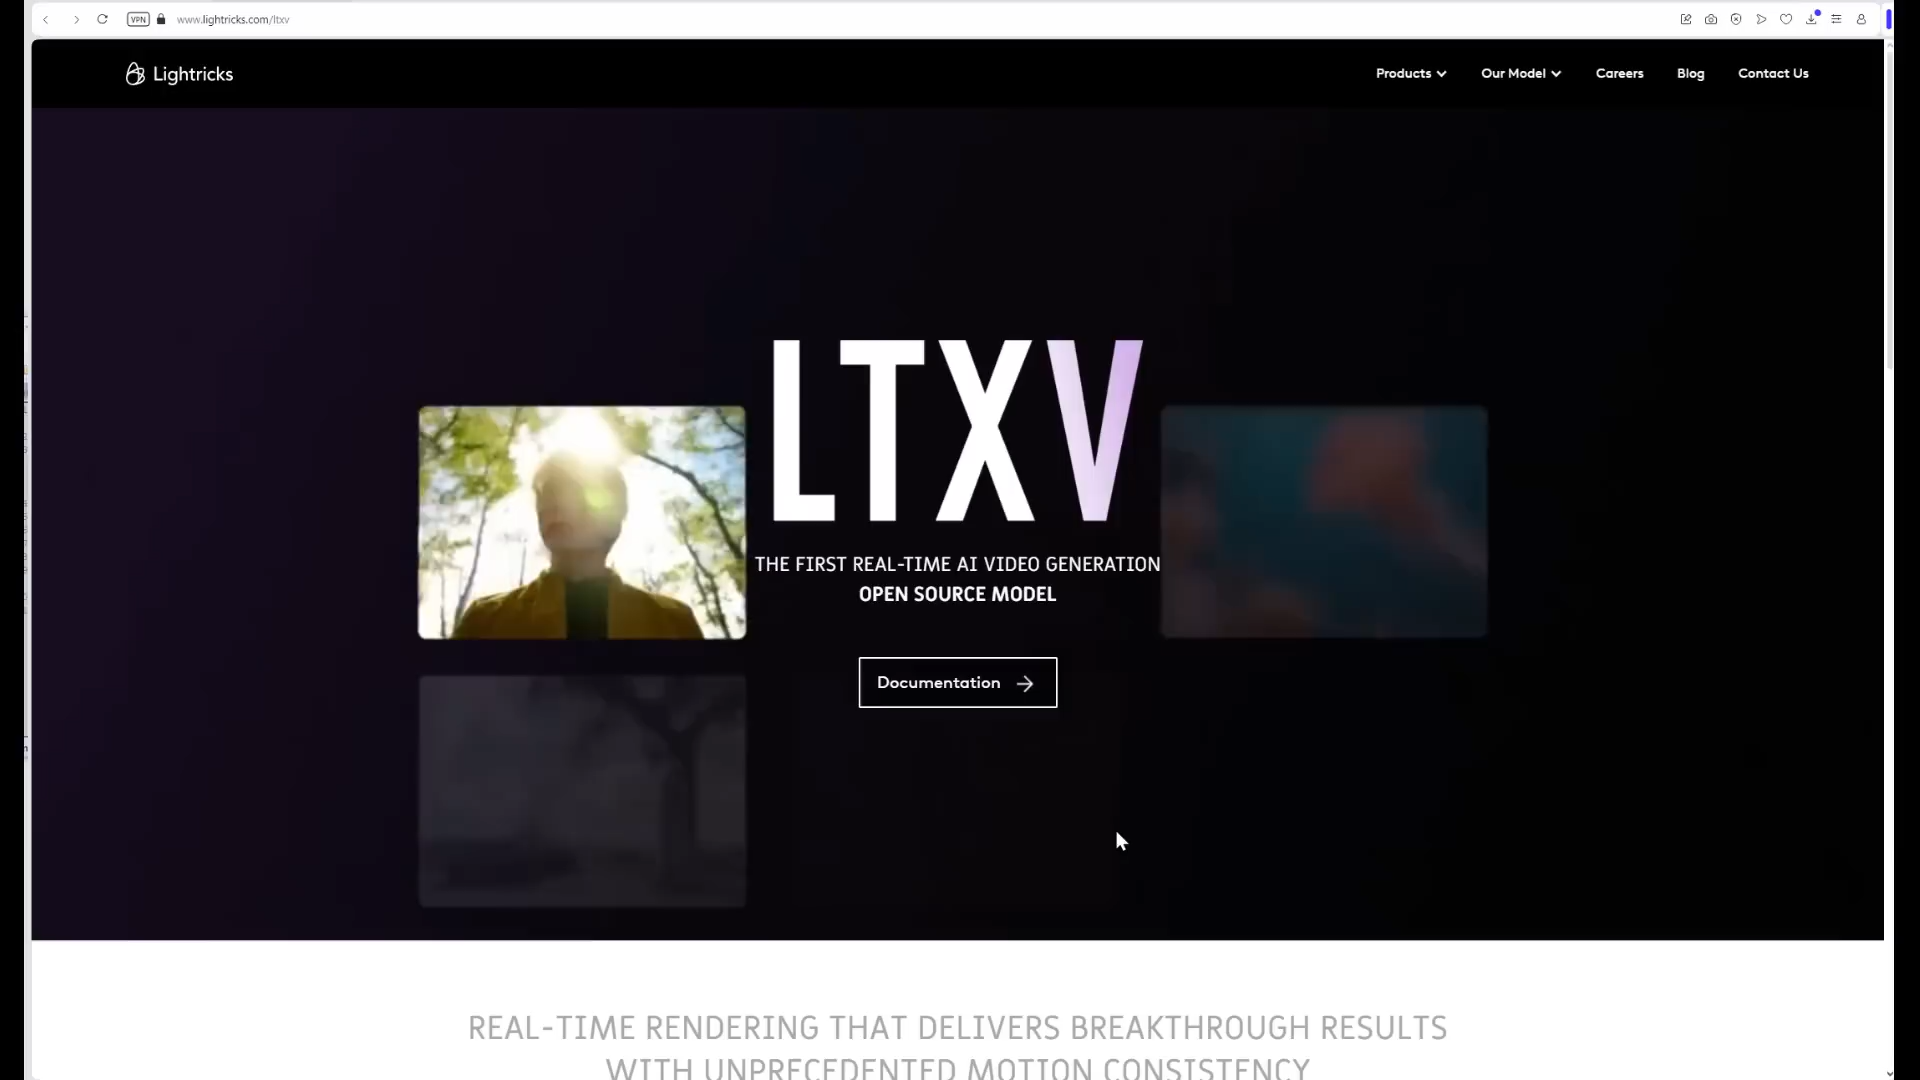 VPN
www.lightricks.com/ltxv
Lightricks
Products
Our Model
Careers
Blog
Contact Us
LTXV
THE FIRST REAL-TIME AI VIDEO GENERATION
OPEN SOURCE MODEL
Documentation
REAL-TIME RENDERING THAT DELIVERS BREAKTHROUGH RESULTS
WITH UNPRECEDENTED MOTION CONSISTENCY